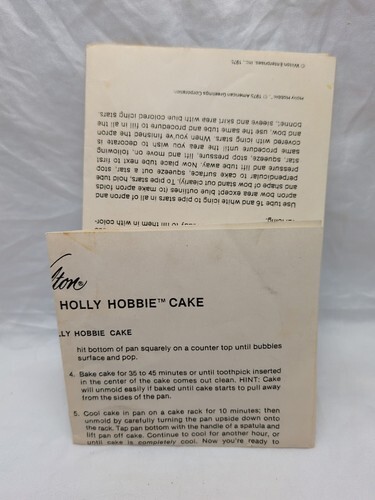 lton®
HOLLY HOBBIE™ CAKE
LLY HOBBIE CAKE
hit bottom of pan squarely on a counter top until bubbles
surface and pop.
4. Bake cake for 35 to 45 minutes or until toothpick inserted
in the center of the cake comes out clean. HINT: Cake
will unmold easily if baked until cake starts to pull away
from the sides of the pan.
5. Cool cake in pan on a cake rack for 10 minutes; then
unmold by carefully turning the pan upside down onto
the rack. Tap pan bottom with the handle of a spatula and
lift pan off cake. Continue to cool for another hour, or
until cake is completely cool. Now you're ready to
to fill them in with color-
Use tube 16 and white icing to pipe stars in all of apron and
apron bow area except blue outlines to make apron folds
and shape of bow stand out clearly. To pipe stars, hold tube
perpendicular to cake surface, squeeze out a star, stop
pressure and lift tube away. Now place tube next to first
star, squeeze, stop pressure, lift and move on, following
same procedure until the area you wish to decorate is
covered with icing stars. When you've finished the apron
and bow, use the same tube and procedure to fill in all the
bonnet, sleeve and skirt area with blue colored icing stars.
Holly Hobbie™, © 1975 American Greetings Corporation
© Wilton Enterprises, Inc., 1975.